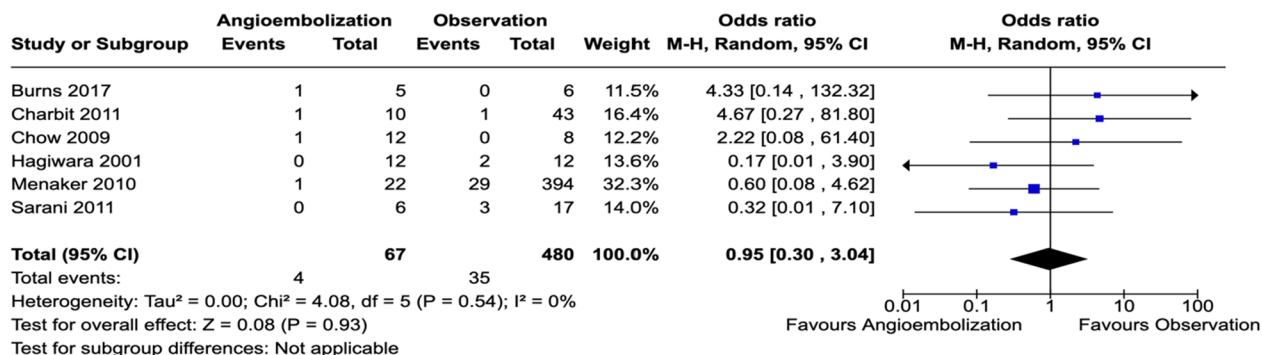 Angioembolization Observation Odds ratio Odds ratio
Study or Subgroup Events Total Events Total Weight M-H, Random, 95% CI M-H, Random, 95% CI
Burns 2017 1 5 0 6 11.5% 4.33 [0.14 , 132.32]
Charbit 2011 1 10 1 43 16.4% 4.67 [0.27 , 81.80]
Chow 2009 1 12 0 8 12.2% 2.22 [0.08 , 61.40]
Hagiwara 2001 0 12 2 12 13.6% 0.17 [0.01 , 3.90]
Menaker 2010 1 22 29 394 32.3% 0.60 [0.08 , 4.62]
Sarani 2011 0 6 3 17 14.0% 0.32 [0.01 , 7.10]
Total (95% CI) 67 480 100.0% 0.95 [0.30 , 3.04]
Total events: 4 35
Heterogeneity: Tau² = 0.00; Chi² = 4.08, df = 5 (P = 0.54); I² = 0%
Test for overall effect: Z = 0.08 (P = 0.93)
Test for subgroup differences: Not applicable
0.01 0.1 1 10 100
Favours Angioembolization Favours Observation